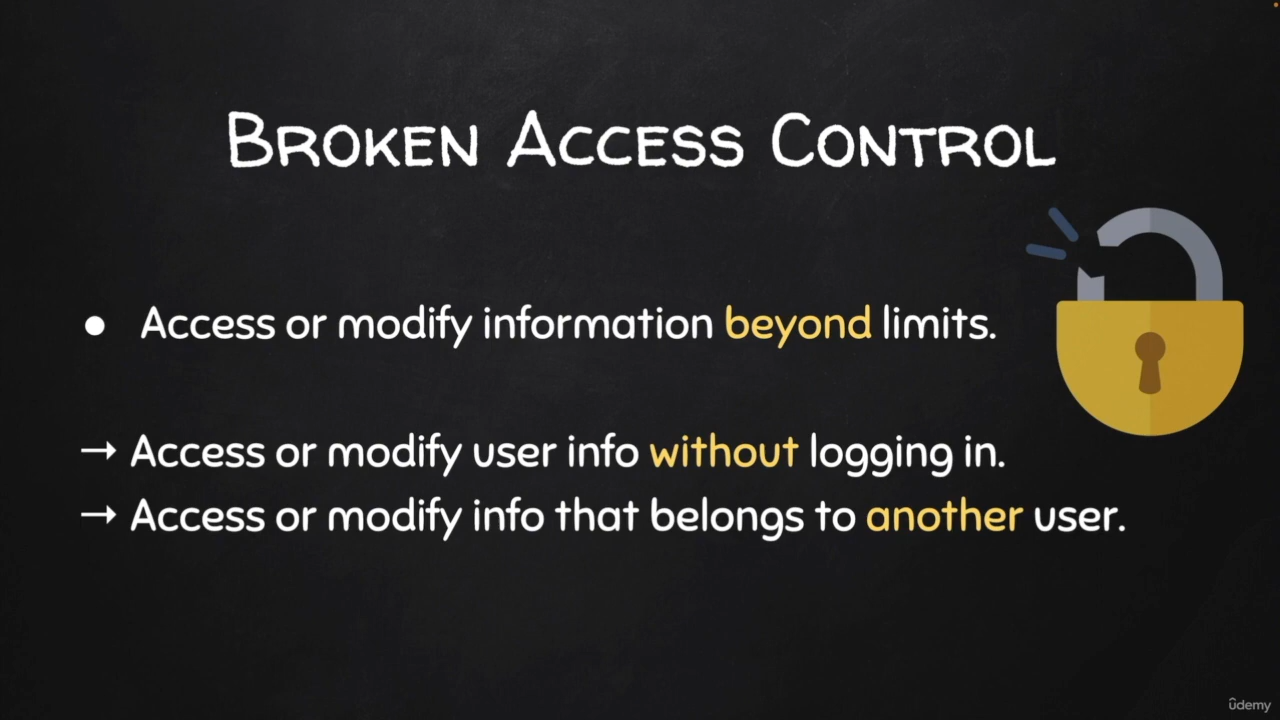 Broken Access Control
● Access or modify information beyond limits.
→ Access or modify user info without logging in.
→ Access or modify info that belongs to another user.
ûdemy